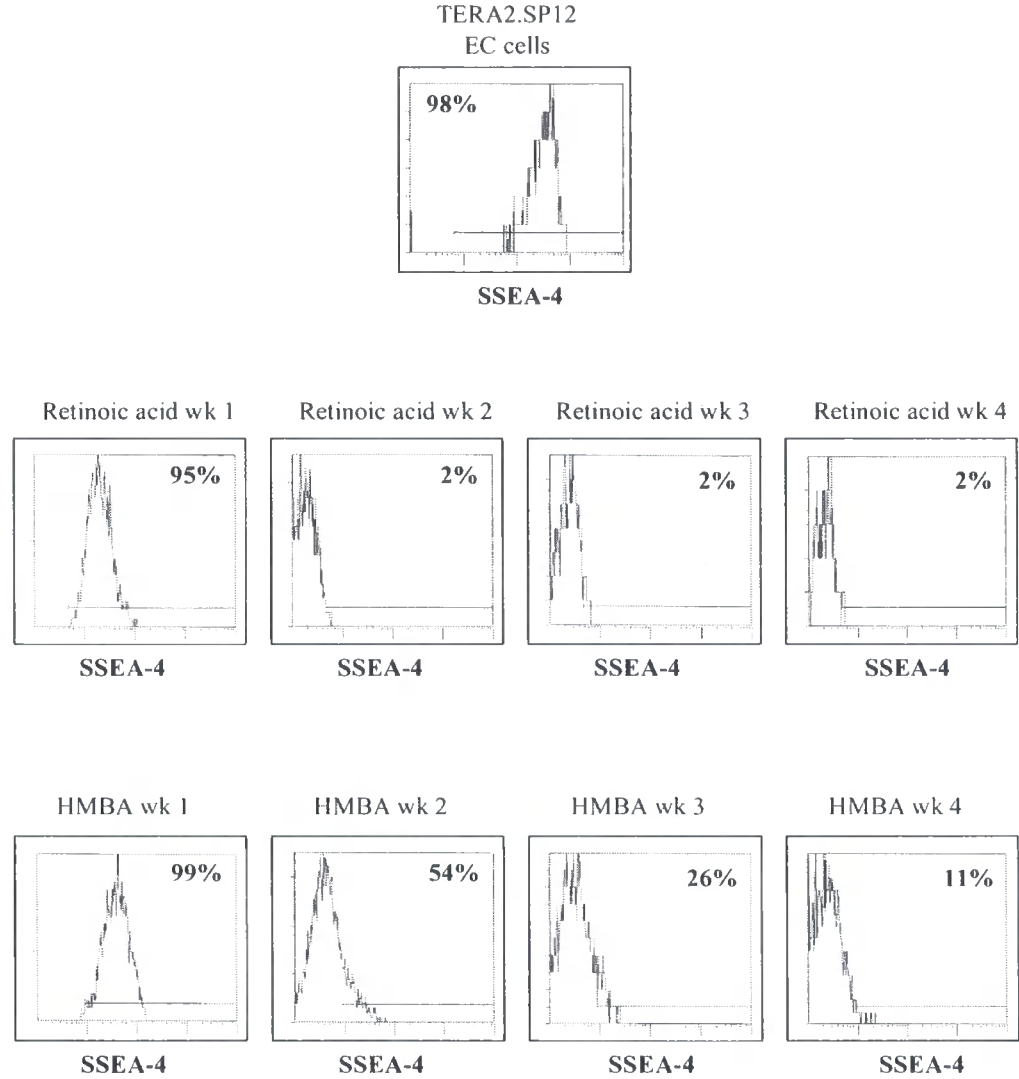 TERA2.SP12
EC cells
98%
SSEA-4
Retinoic acid wk 1
Retinoic acid wk 2
Retinoic acid wk 3
Retinoic acid wk 4
95%
2%
2%
2%
SSEA-4
SSEA-4
SSEA-4
SSEA-4
HMBA wk 1
HMBA wk 2
HMBA wk 3
HMBA wk 4
99%
54%
26%
11%
SSEA-4
SSEA-4
SSEA-4
SSEA-4